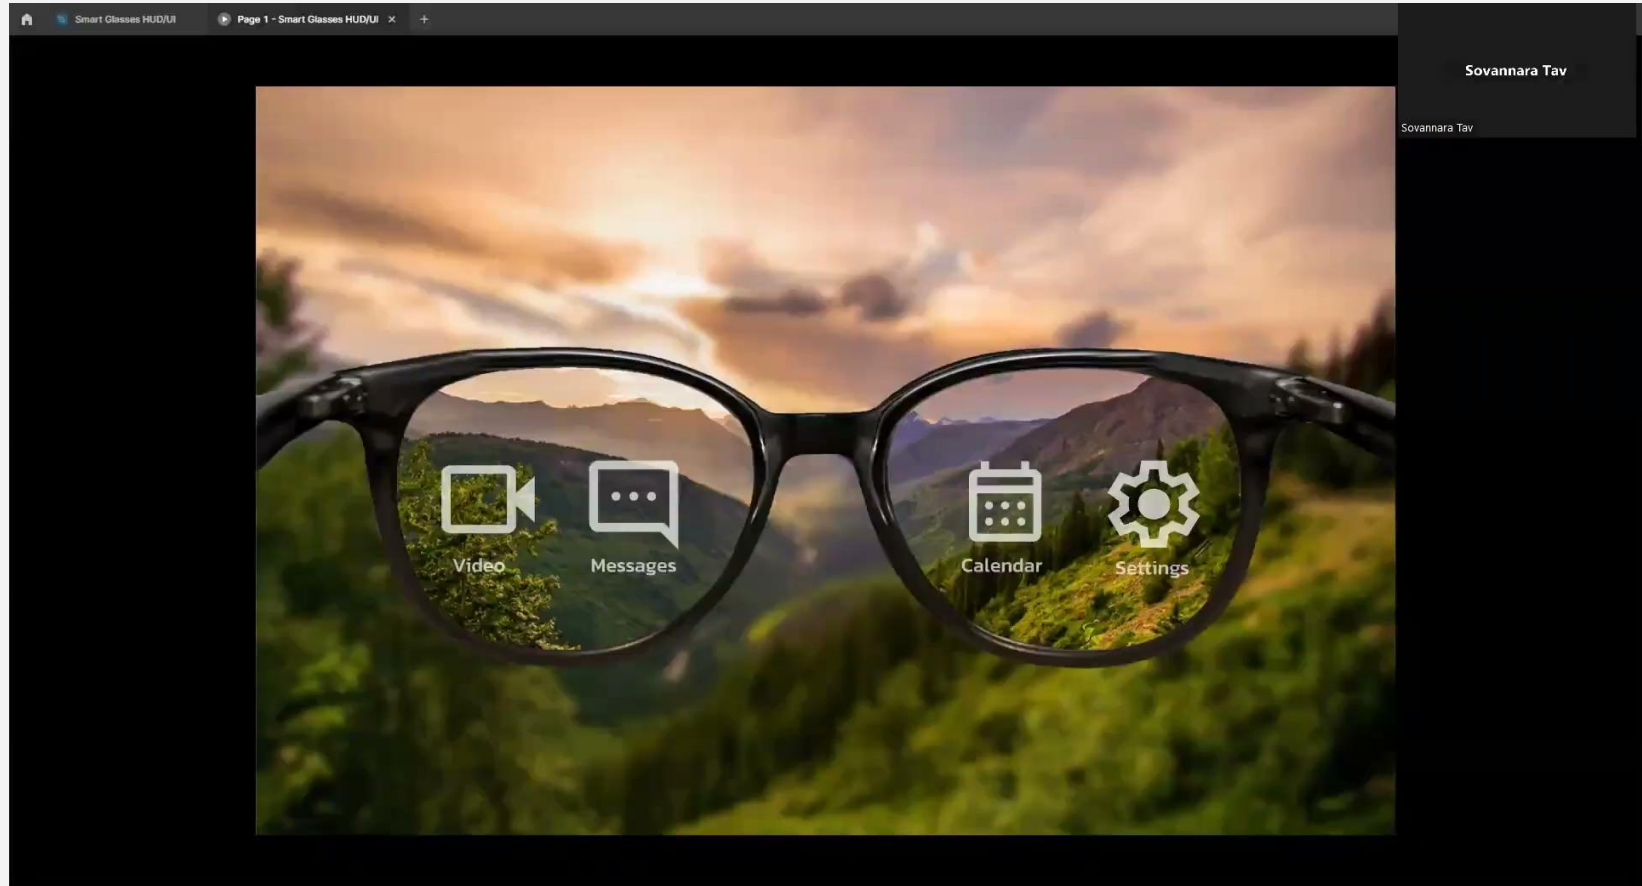 Smart Glasses HUD/UI
Page 1 - Smart Glasses HUD/UI
Sovannara Tav
Sovannara Tav
Video
Messages
Calendar
Settings